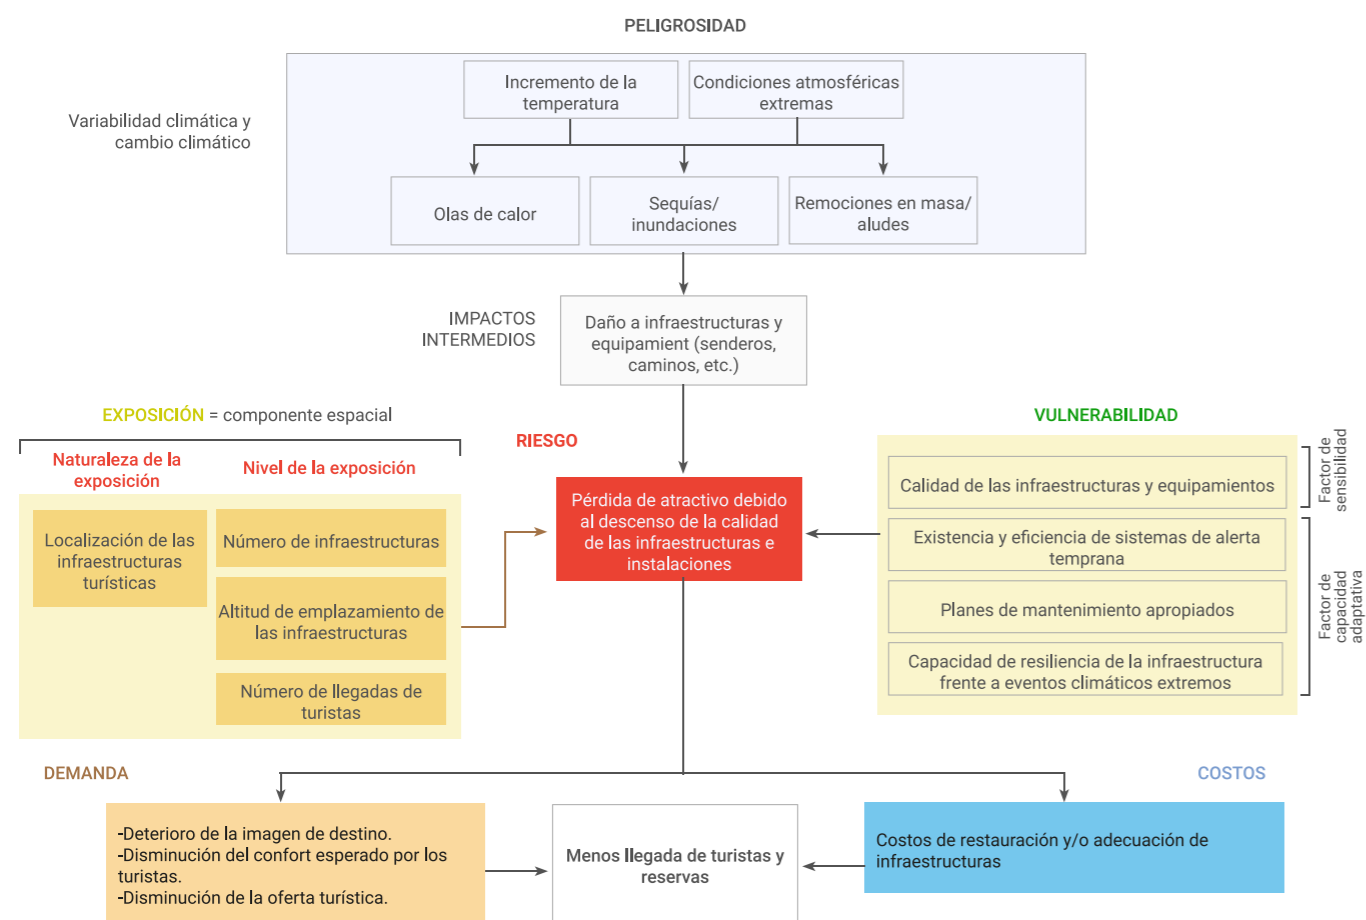 PELIGROSIDAD
Variabilidad climática y
cambio climático
Incremento de la
temperatura
Condiciones atmosféricas
extremas
Olas de calor
Sequías/
inundaciones
Remociones en masa/
aludes
IMPACTOS
INTERMEDIOS
Daño a infraestructuras y
equipamient (senderos,
caminos, etc.)
EXPOSICIÓN = componente espacial
Naturaleza de la
exposición
Nivel de la exposición
Localización de las
infraestructuras
turísticas
Número de infraestructuras
Altitud de emplazamiento de
las infraestructuras
Número de llegadas de
turistas
RIESGO
Pérdida de atractivo debido
al descenso de la calidad
de las infraestructuras e
instalaciones
VULNERABILIDAD
Calidad de las infraestructuras y equipamientos
Existencia y eficiencia de sistemas de alerta
temprana
Planes de mantenimiento apropiados
Capacidad de resiliencia de la infraestructura
frente a eventos climáticos extremos
Factor de
sensibilidad
Factor de
capacidad
adaptativa
DEMANDA
-Deterioro de la imagen de destino.
-Disminución del confort esperado por los
turistas.
-Disminución de la oferta turística.
Menos llegada de turistas y
reservas
COSTOS
Costos de restauración y/o adecuación de
infraestructuras